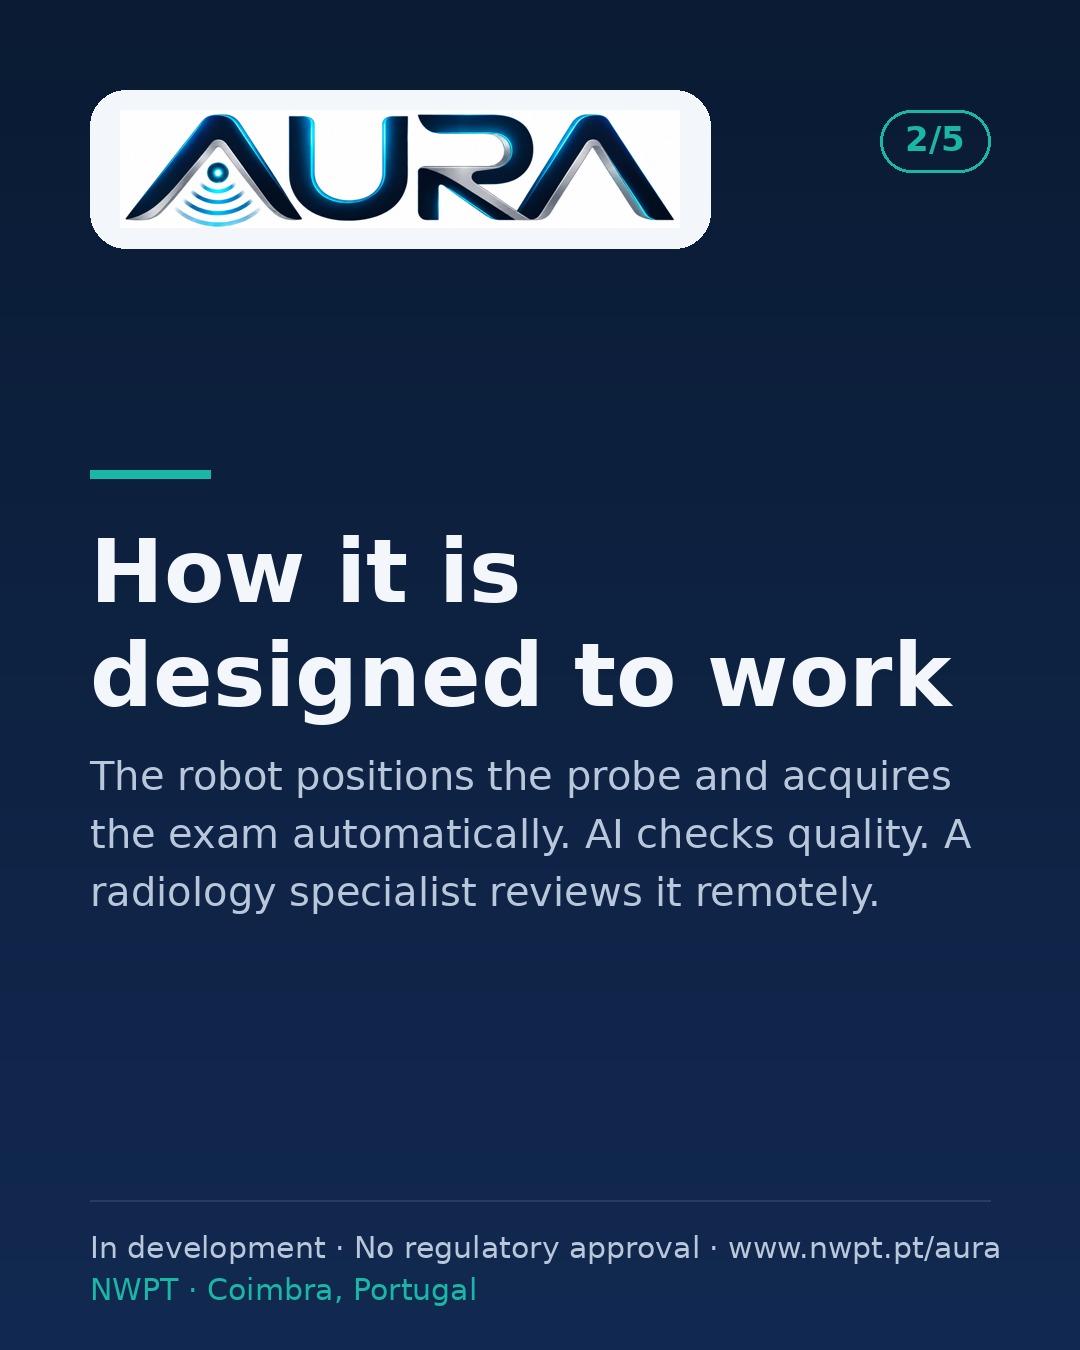 AURA
2/5
How it is
designed to work
The robot positions the probe and acquires
the exam automatically. AI checks quality. A
radiology specialist reviews it remotely.
In development · No regulatory approval · www.nwpt.pt/aura
NWPT · Coimbra, Portugal